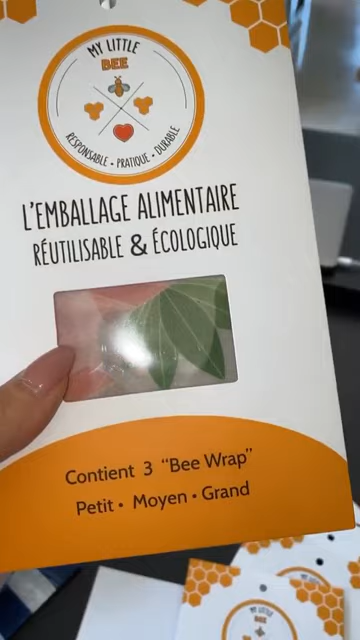 MY LITTLE
BEE
RESPONSABLE • PRATIQUE • DURABLE
L'EMBALLAGE ALIMENTAIRE
RÉUTILISABLE & ÉCOLOGIQUE
Contient 3 “Bee Wrap”
Petit • Moyen • Grand
MY LITTLE
BEE